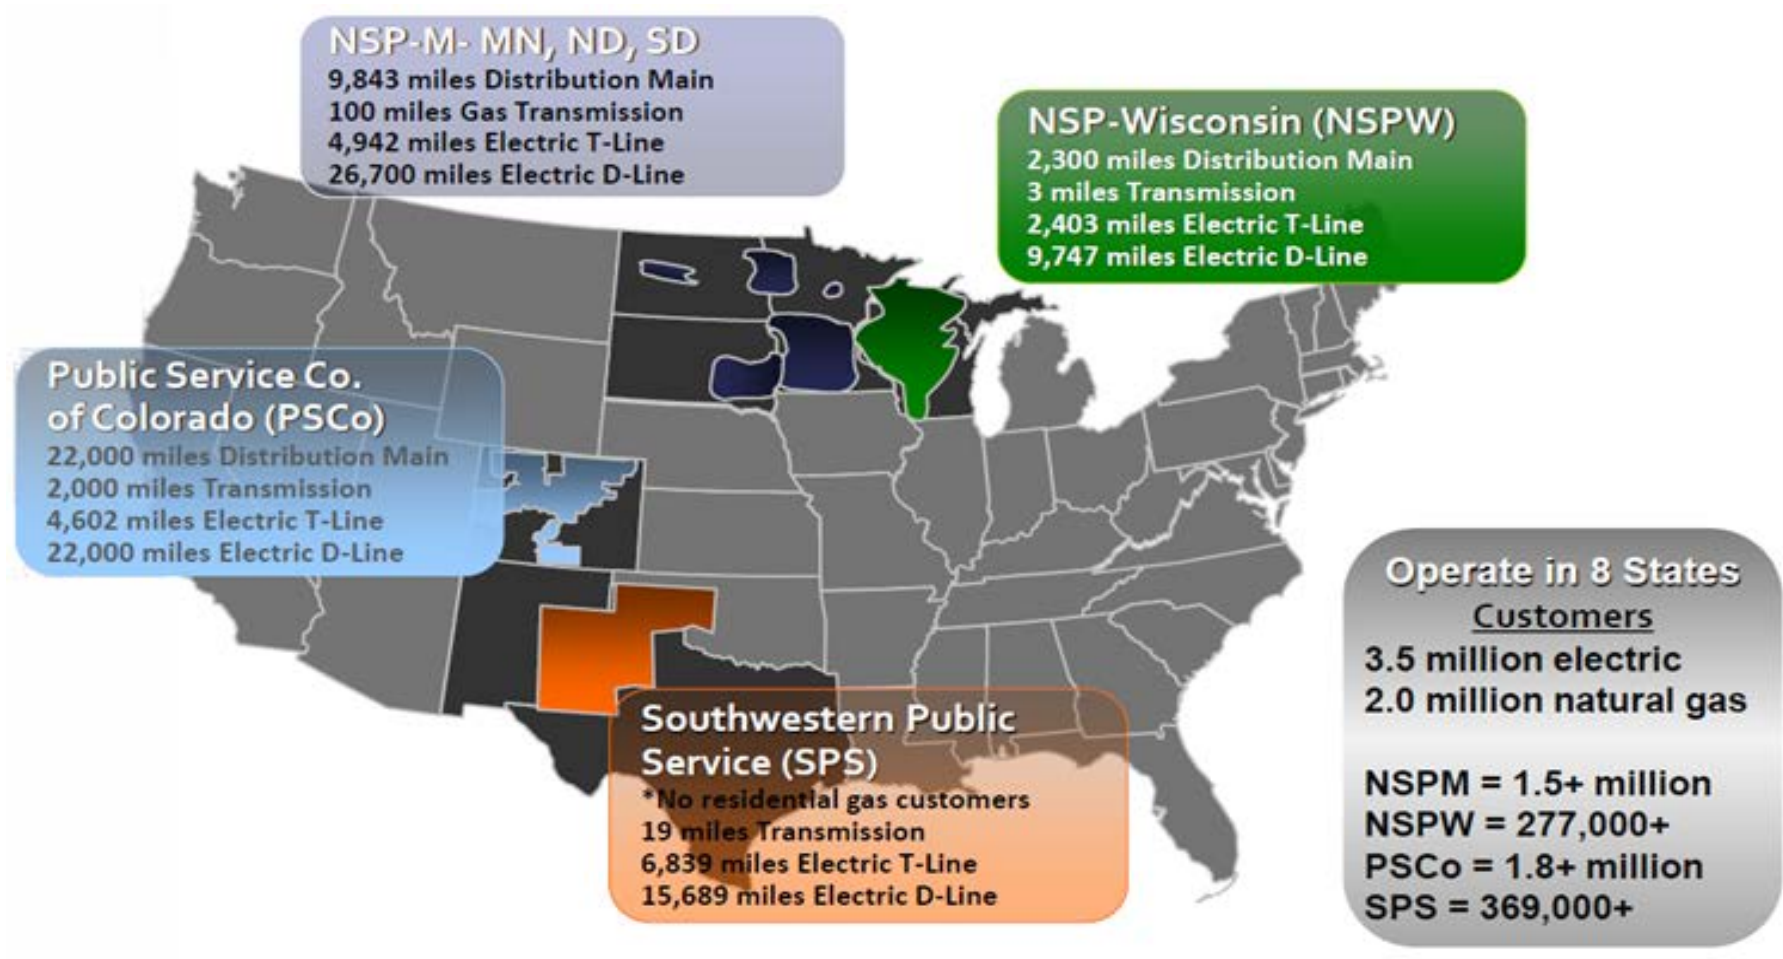 NSP-M- MN, ND, SD
9,843 miles Distribution Main
100 miles Gas Transmission
4,942 miles Electric T-Line
26,700 miles Electric D-Line
NSP-Wisconsin (NSPW)
2,300 miles Distribution Main
3 miles Transmission
2,403 miles Electric T-Line
9,747 miles Electric D-Line
Public Service Co.
of Colorado (PSCo)
22,000 miles Distribution Main
2,000 miles Transmission
4,602 miles Electric T-Line
22,000 miles Electric D-Line
Southwestern Public
Service (SPS)
*No residential gas customers
19 miles Transmission
6,839 miles Electric T-Line
15,689 miles Electric D-Line
Operate in 8 States
Customers
3.5 million electric
2.0 million natural gas
NSPM = 1.5+ million
NSPW = 277,000+
PSCo = 1.8+ million
SPS = 369,000+